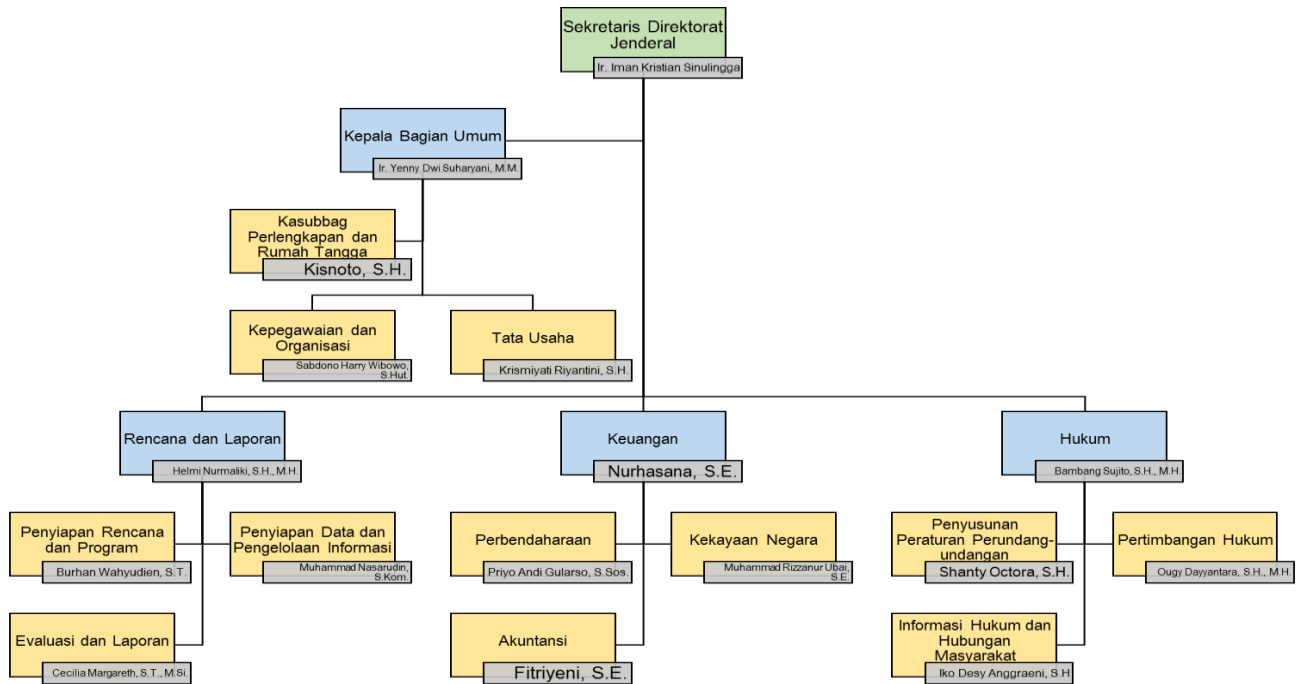 Sekretaris Direktorat
Jenderal
Ir. Iman Kristian Sinulingga
Kepala Bagian Umum
Ir. Yenny Dwi Suharyani, M.M.
Kasubbag
Perlengkapan dan
Rumah Tangga
Kisnoto, S.H.
Kepegawaian dan
Organisasi
Sabdono Harry Wibowo,
S.Hut.
Tata Usaha
Krismiyati Riyantini, S.H.
Rencana dan Laporan
Helmi Nurmaliki, S.H., M.H.
Keuangan
Nurhasana, S.E.
Hukum
Bambang Sujito, S.H., M.H.
Penyiapan Rencana
dan Program
Burhan Wahyudien, S.T.
Penyiapan Data dan
Pengelolaan Informasi
Muhammad Nasarudin,
S.Kom.
Perbendaharaan
Priyo Andi Gularso, S.Sos.
Kekayaan Negara
Muhammad Rizzanur Ubai,
S.E.
Penyusunan
Peraturan Perundang-
undangan
Shanty Octora, S.H.
Pertimbangan Hukum
Ougy Dayyantara, S.H., M.H.
Evaluasi dan Laporan
Cecilia Margareth, S.T., M.Si
Akuntansi
Fitriyeni, S.E.
Informasi Hukum dan
Hubungan
Masyarakat
Iko Desy Anggraeni, S.H